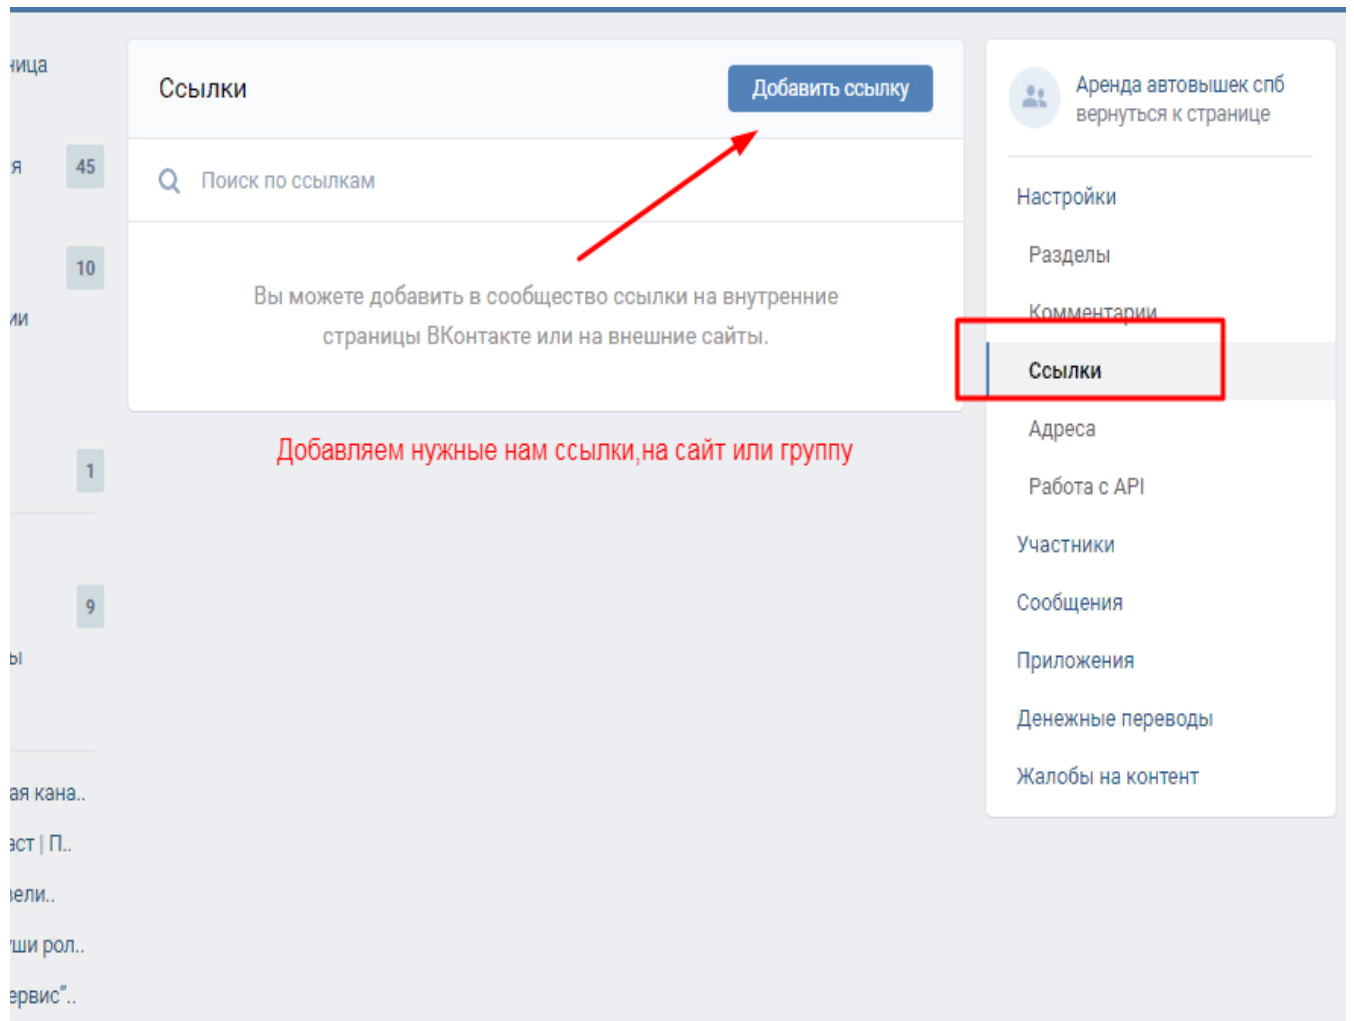 ница
я 45
10
ии
1
9
ы
ая кана..
аст | П..
вели..
уши рол..
ервис"..
Ссылки
Добавить ссылку
Поиск по ссылкам
Вы можете добавить в сообщество ссылки на внутренние
страницы ВКонтакте или на внешние сайты.
Добавляем нужные нам ссылки,на сайт или группу
Аренда автовышек спб
вернуться к странице
Настройки
Разделы
Комментарии
Ссылки
Адреса
Работа с API
Участники
Сообщения
Приложения
Денежные переводы
Жалобы на контент